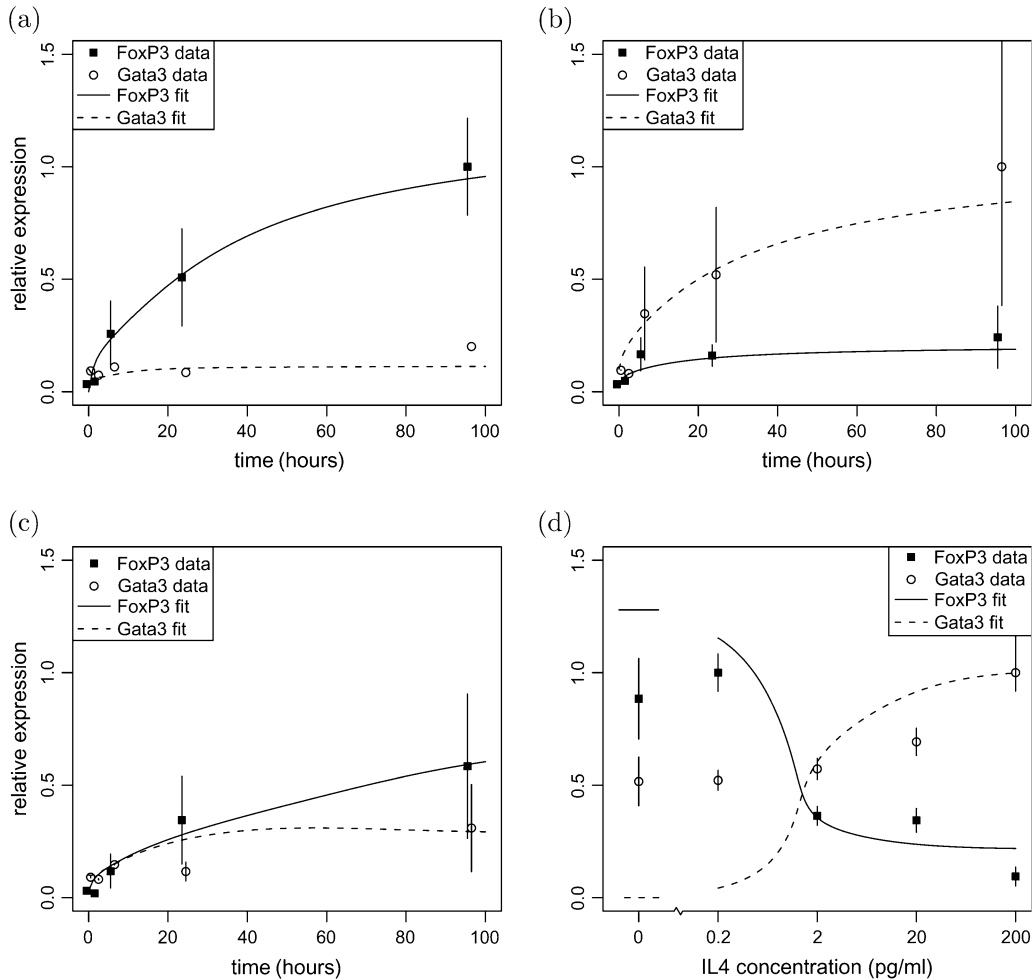 (a)
1.5
1.0
0.5
0.0
relative expression
FoxP3 data
Gata3 data
FoxP3 fit
Gata3 fit
0 20 40 60 80 100
time (hours)
(b)
1.5
1.0
0.5
0.0
FoxP3 data
Gata3 data
FoxP3 fit
Gata3 fit
0 20 40 60 80 100
time (hours)
(c)
1.5
1.0
0.5
0.0
relative expression
FoxP3 data
Gata3 data
FoxP3 fit
Gata3 fit
0 20 40 60 80 100
time (hours)
(d)
1.5
1.0
0.5
0.0
FoxP3 data
Gata3 data
FoxP3 fit
Gata3 fit
0 0.2 2 20 200
IL4 concentration (pg/ml)